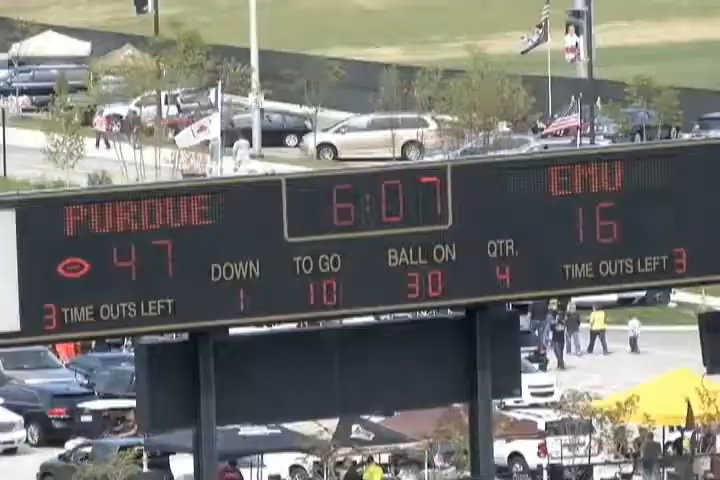 PURDUE 6:07 EMU
47 16
DOWN TO GO BALL ON QTR.
3 TIME OUTS LEFT 1 10 30 4 TIME OUTS LEFT 3